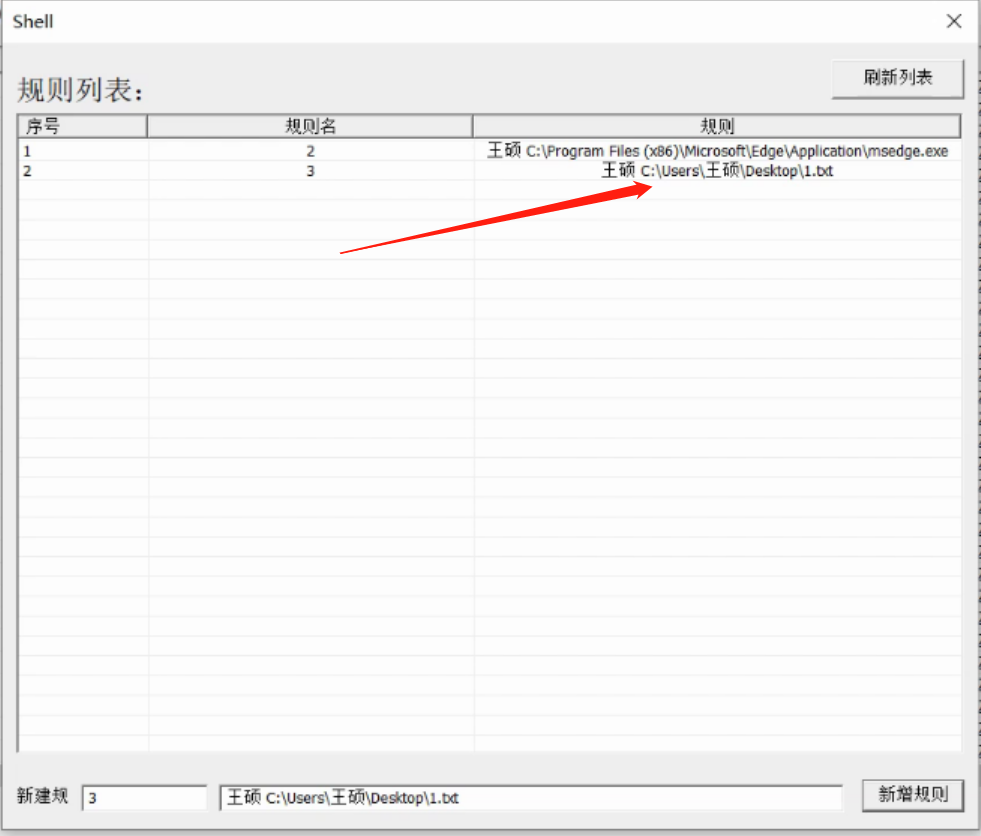 Shell
规则列表：
刷新列表
序号 规则名 规则
1 2 王硕 C:\Program Files (x86)\Microsoft\Edge\Application\msedge.exe
2 3 王硕 C:\Users\王硕\Desktop\1.txt
新建规 3 王硕 C:\Users\王硕\Desktop\1.txt 新增规则